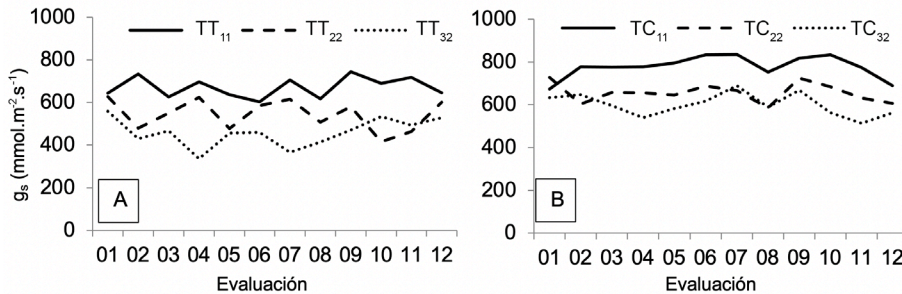 1000
800
600
400
200
0
TT₁₁ TT₂₂ TT₃₂
gₛ (mmol.m⁻².s⁻¹)
A
01 02 03 04 05 06 07 08 09 10 11 12
Evaluación
1000
800
600
400
200
0
TC₁₁ TC₂₂ TC₃₂
B
01 02 03 04 05 06 07 08 09 10 11 12
Evaluación